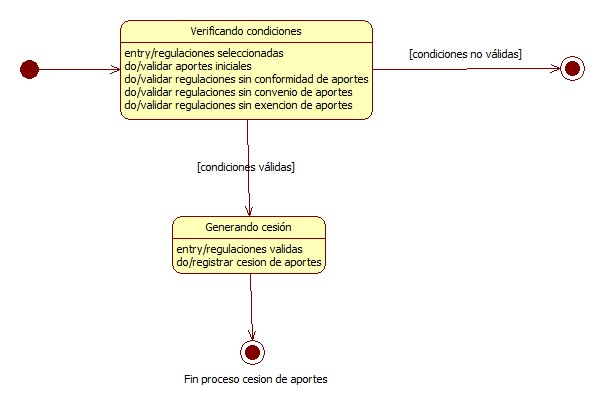 Verificando condiciones
entry/regulaciones seleccionadas
do/validar aportes iniciales
do/validar regulaciones sin conformidad de aportes
do/validar regulaciones sin convenio de aportes
do/validar regulaciones sin exencion de aportes
[condiciones no válidas]
[condiciones válidas]
Generando cesión
entry/regulaciones validas
do/registrar cesion de aportes
Fin proceso cesion de aportes